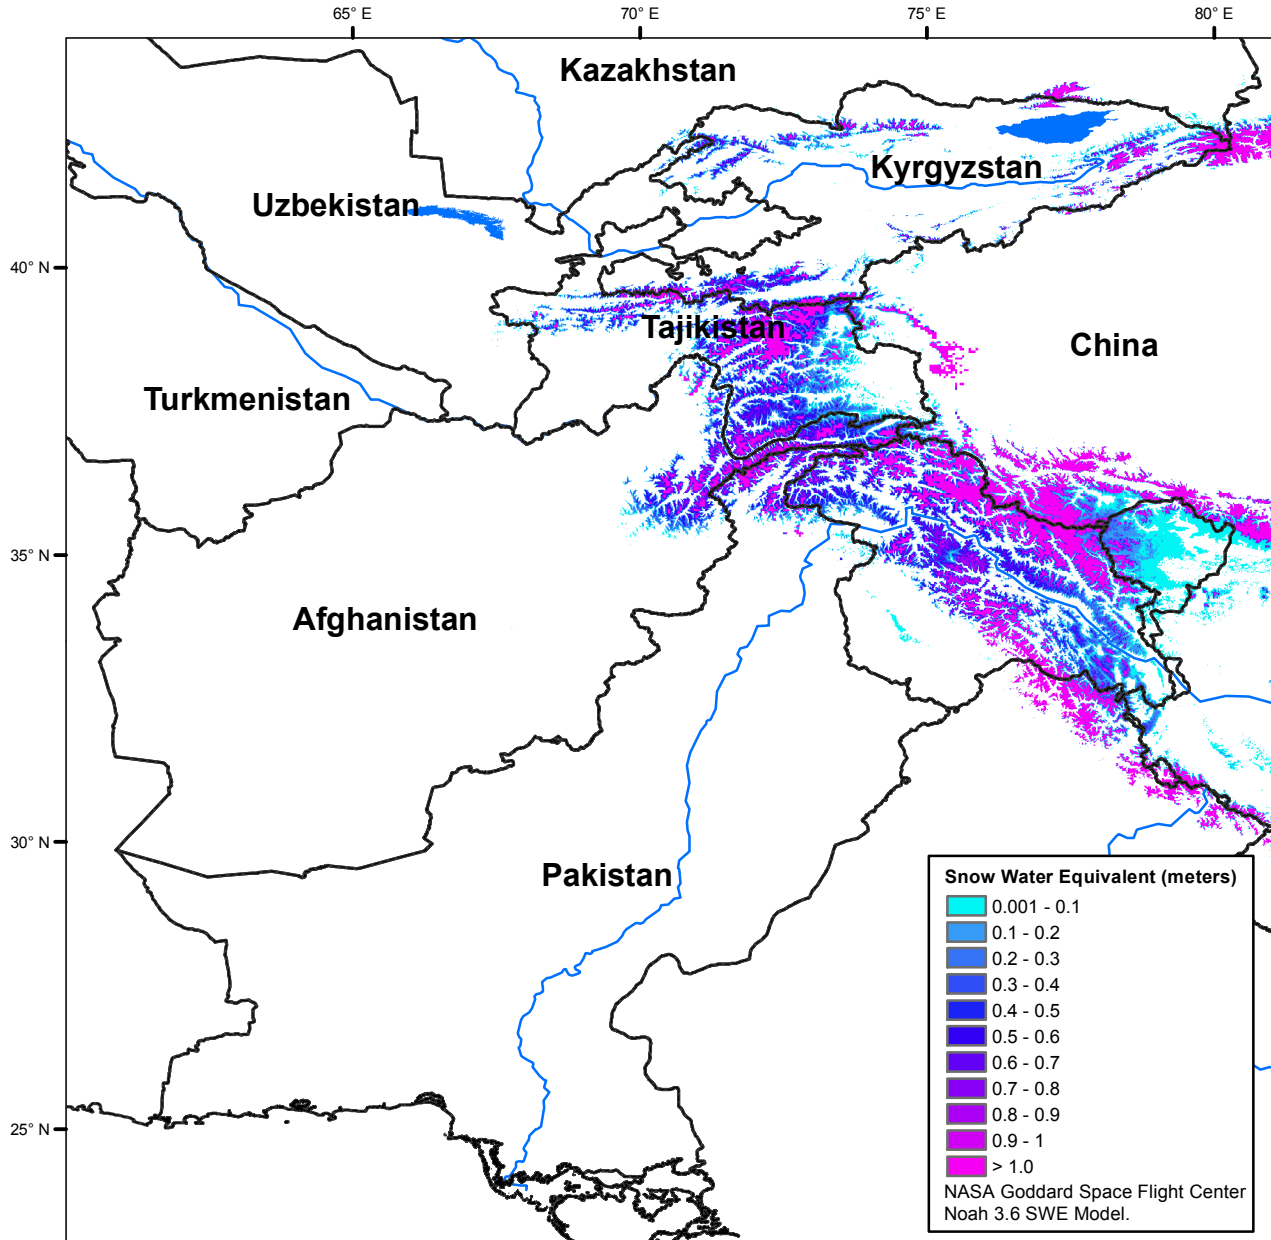 65° E
70° E
75° E
80° E
Kazakhstan
Kyrgyzstan
Uzbekistan
40° N
Tajikistan
China
Turkmenistan
35° N
Afghanistan
30° N
Pakistan
25° N
Snow Water Equivalent (meters)
0.001 - 0.1
0.1 - 0.2
0.2 - 0.3
0.3 - 0.4
0.4 - 0.5
0.5 - 0.6
0.6 - 0.7
0.7 - 0.8
0.8 - 0.9
0.9 - 1
> 1.0
NASA Goddard Space Flight Center
Noah 3.6 SWE Model.